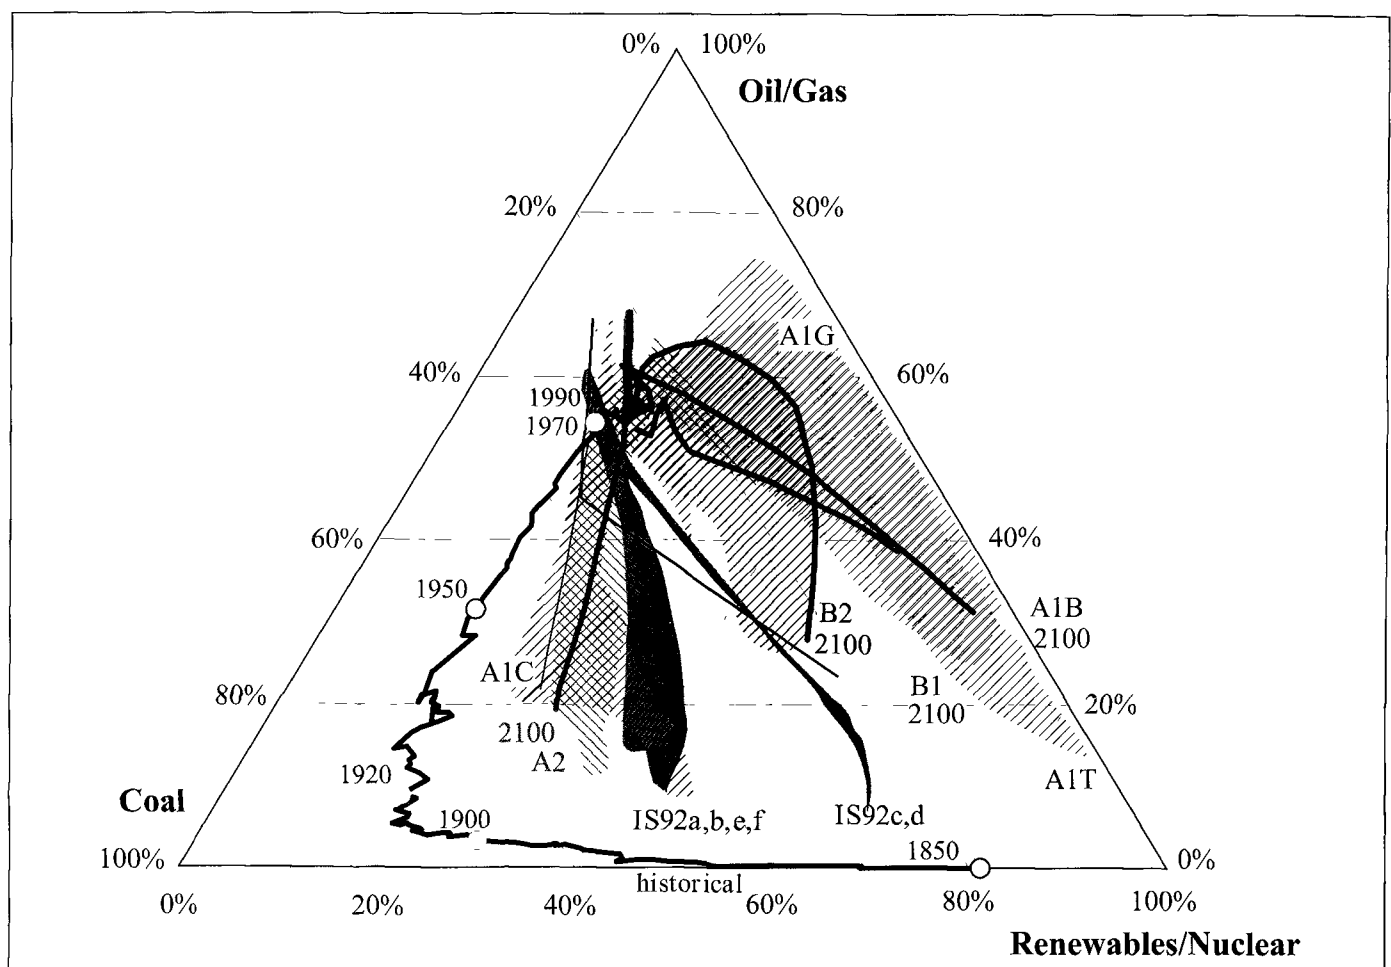 0% 100%
Oil/Gas
20% 80%
A1G
40% 60%
1990
1970
60% 40%
1950
B2
2100
A1B
2100
A1C
B1
2100
80% 20%
2100
A2
1920
A1T
Coal
IS92a,b,e,f
IS92c,d
1900
1850
100% 0%
historical
0% 20% 40% 60% 80% 100%
Renewables/Nuclear